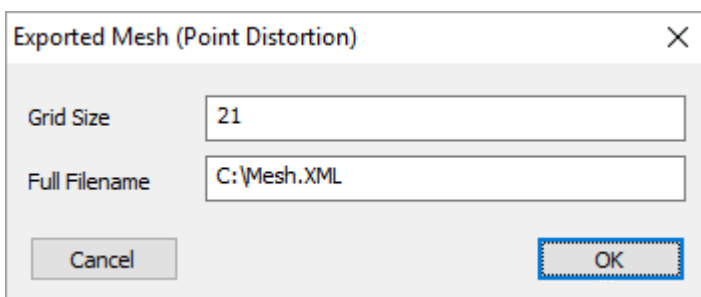 Exported Mesh (Point Distortion)
Grid Size 21
Full Filename C:\Mesh.XML
Cancel OK